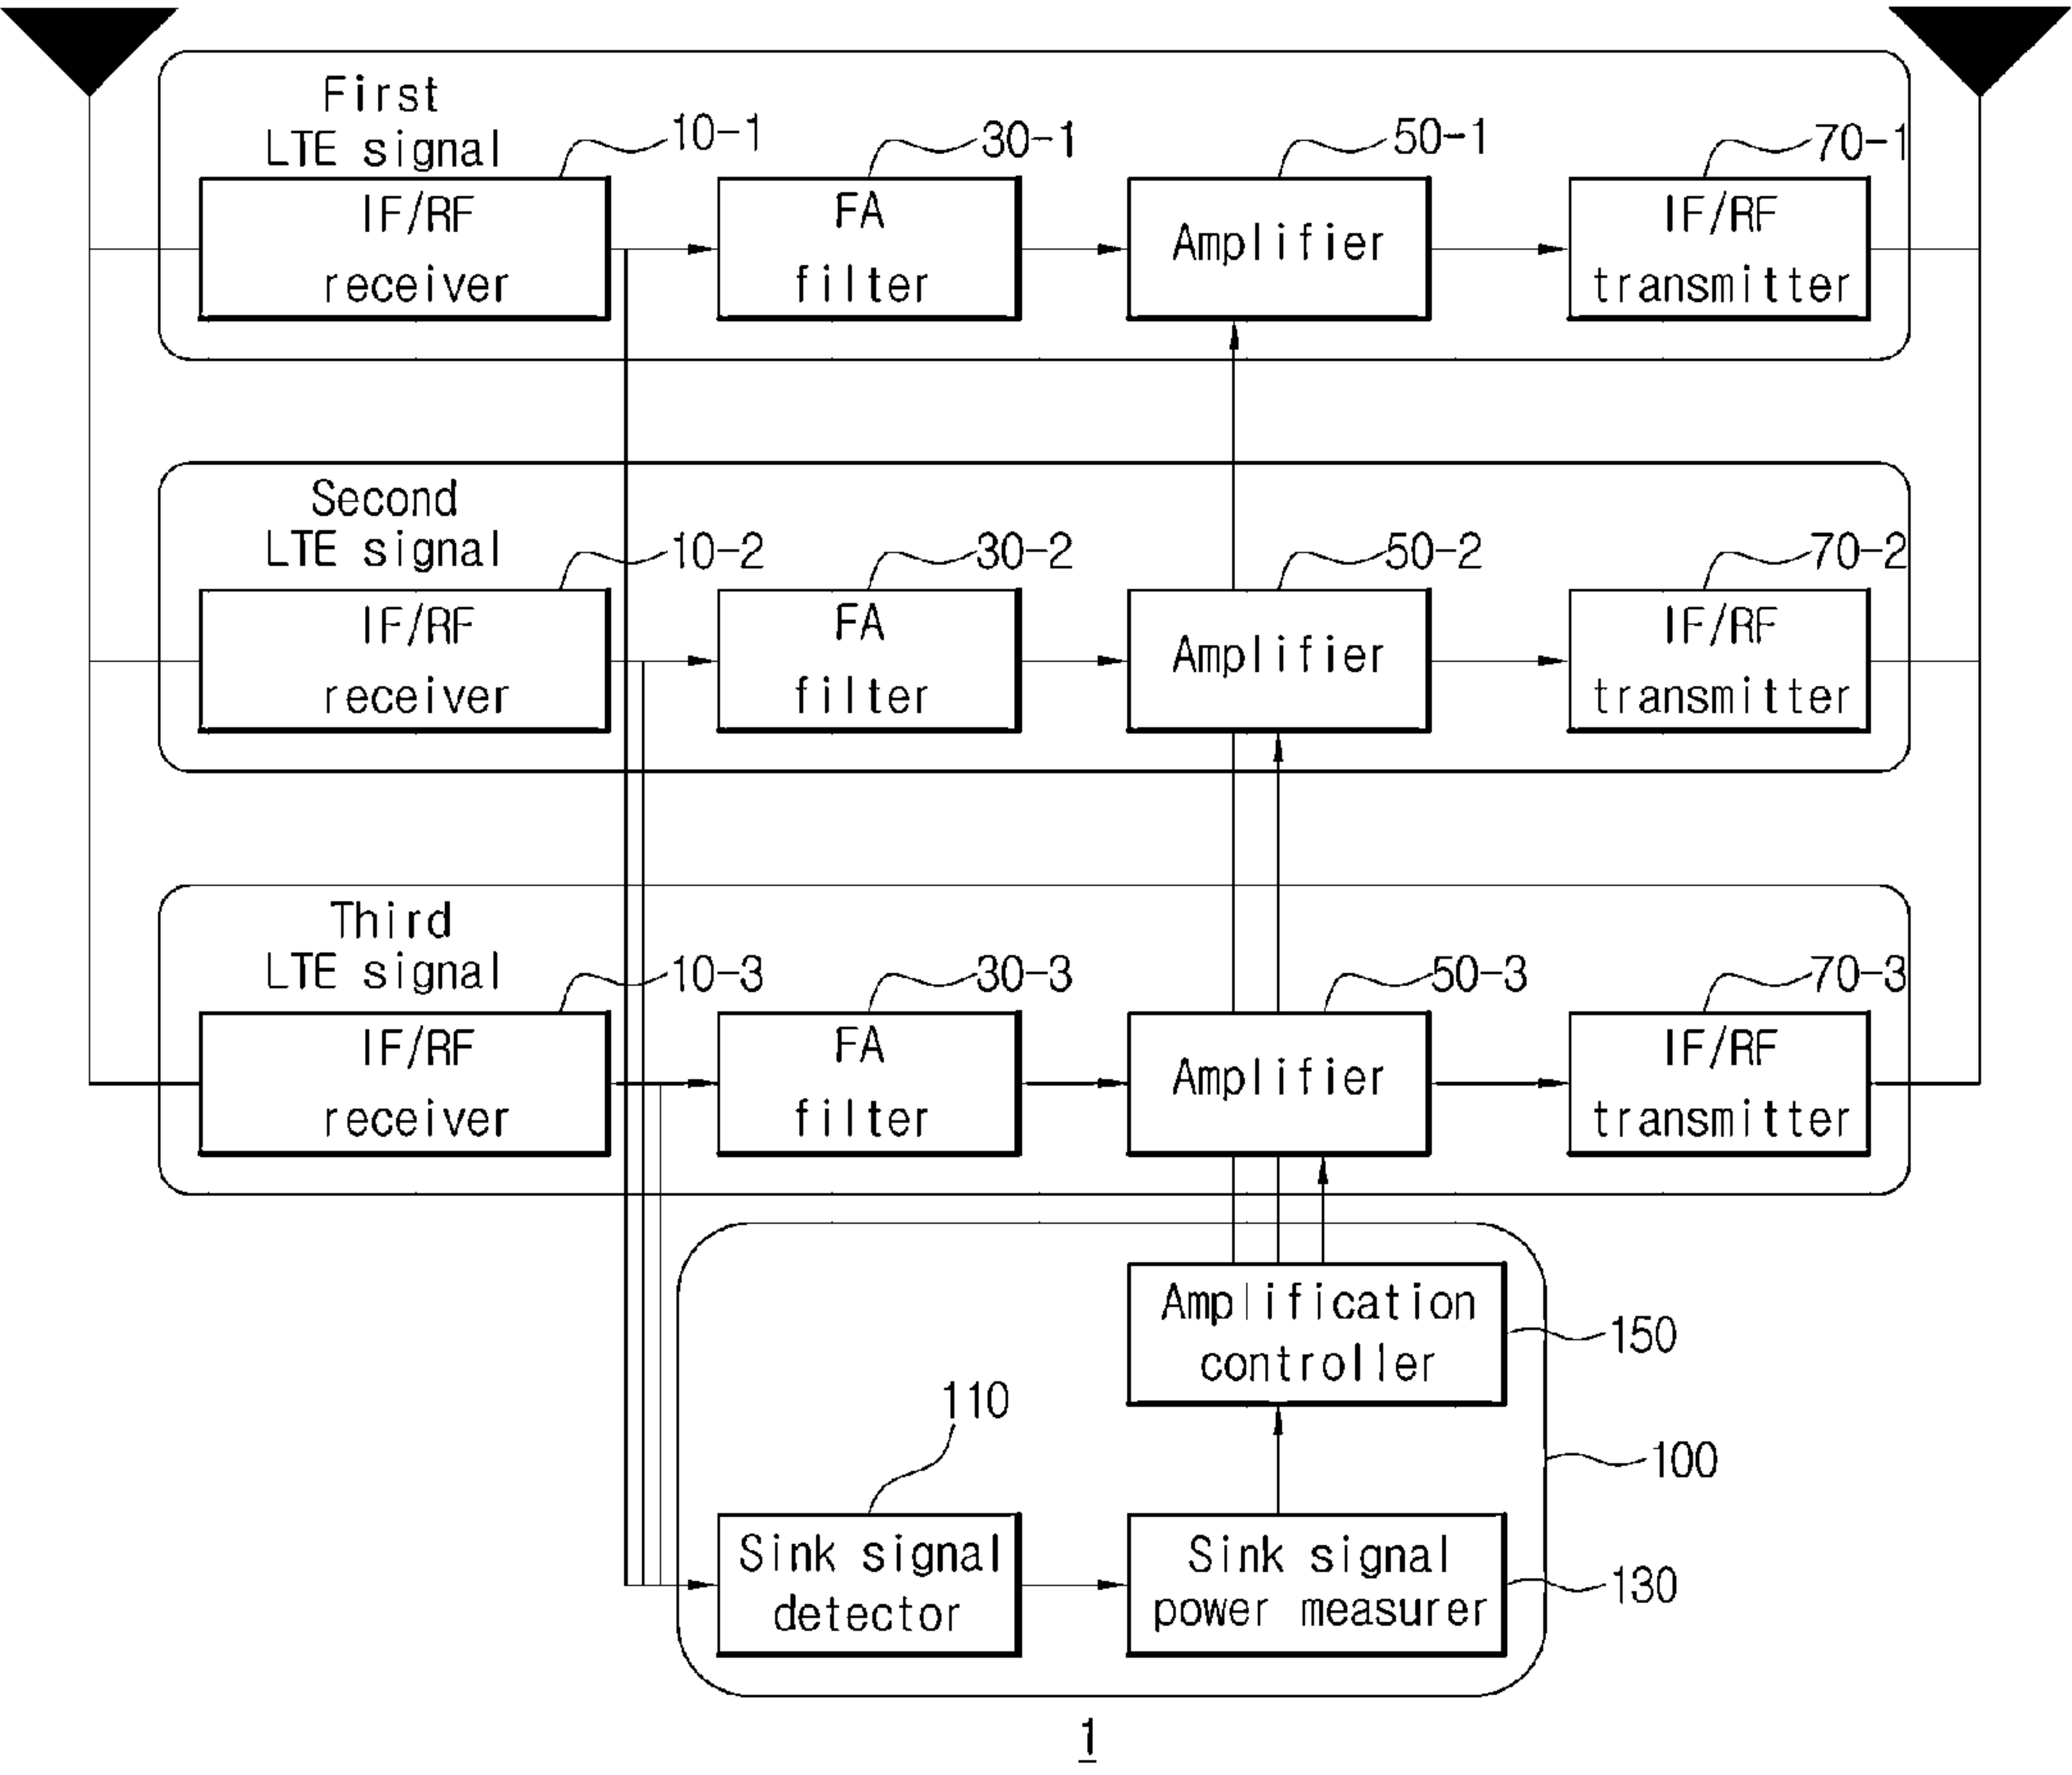 First
LTE signal
10-1
30-1
50-1
70-1
IF/RF
receiver
FA
filter
Amplifier
IF/RF
transmitter
Second
LTE signal
10-2
30-2
50-2
70-2
IF/RF
receiver
FA
filter
Amplifier
IF/RF
transmitter
Third
LTE signal
10-3
30-3
50-3
70-3
IF/RF
receiver
FA
filter
Amplifier
IF/RF
transmitter
Amplification
controller
150
110
100
Sink signal
detector
Sink signal
power measurer
130
1